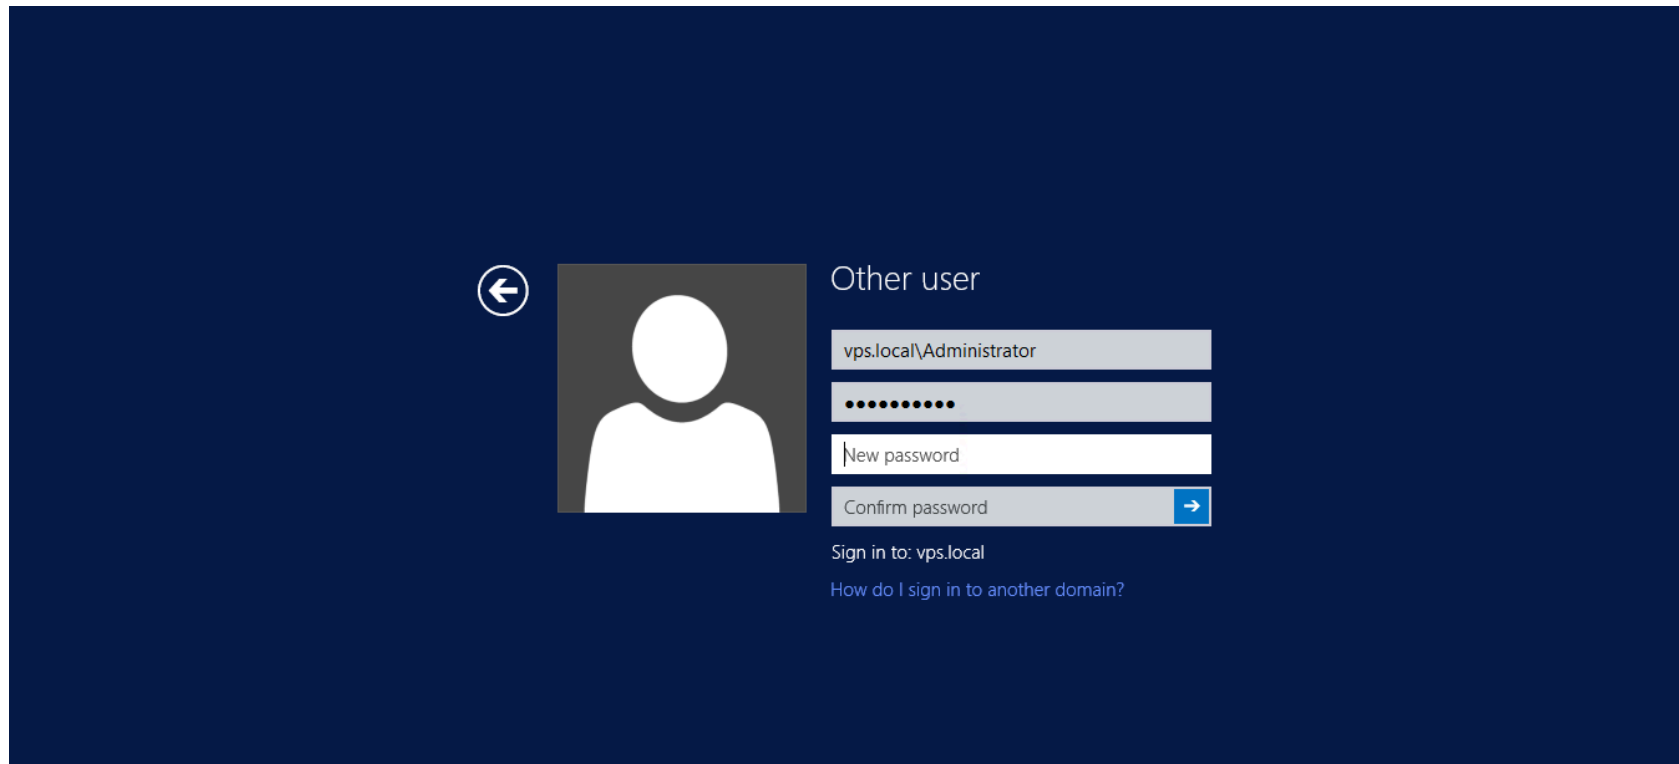 Other user
vps.local\Administrator
●●●●●●●●●●
New password
Confirm password
Sign in to: vps.local
How do I sign in to another domain?